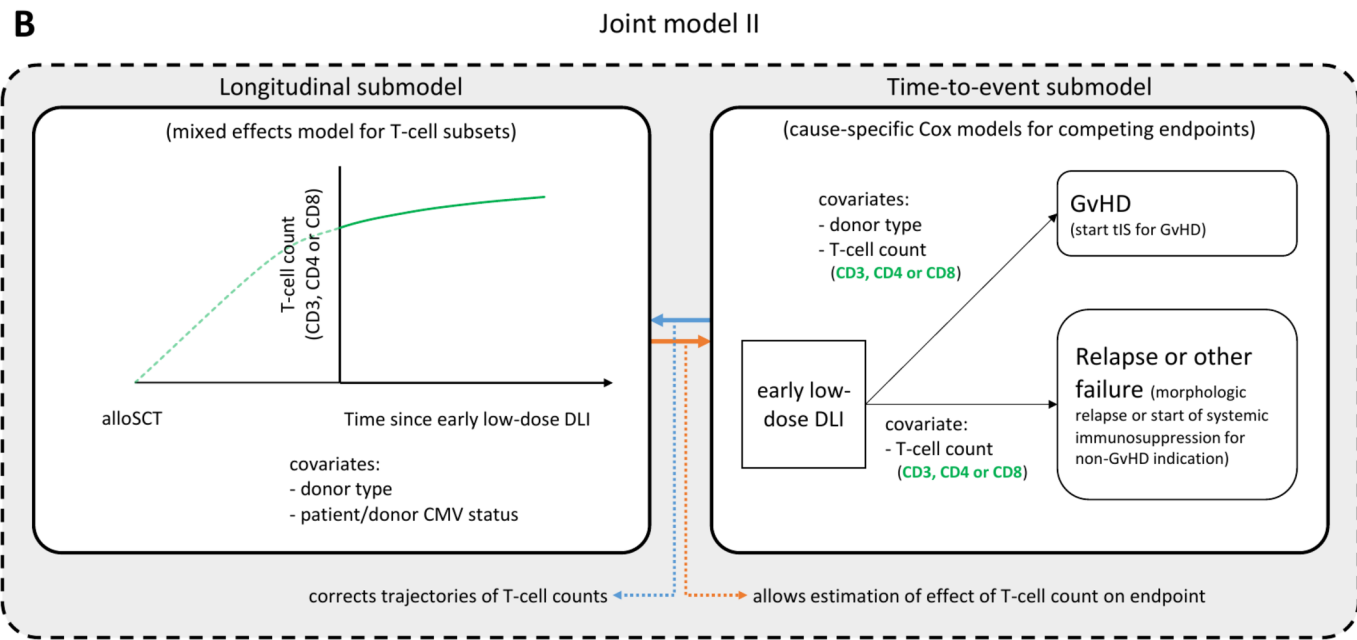 B
Joint model II
Longitudinal submodel
(mixed effects model for T-cell subsets)
T-cell count
(CD3, CD4 or CD8)
alloSCT
Time since early low-dose DLI
covariates:
- donor type
- patient/donor CMV status
Time-to-event submodel
(cause-specific Cox models for competing endpoints)
covariates:
- donor type
- T-cell count
(CD3, CD4 or CD8)
GvHD
(start tIS for GvHD)
early low-
dose DLI
covariate:
- T-cell count
(CD3, CD4 or CD8)
Relapse or other
failure (morphologic
relapse or start of systemic
immunosuppression for
non-GvHD indication)
corrects trajectories of T-cell counts
allows estimation of effect of T-cell count on endpoint